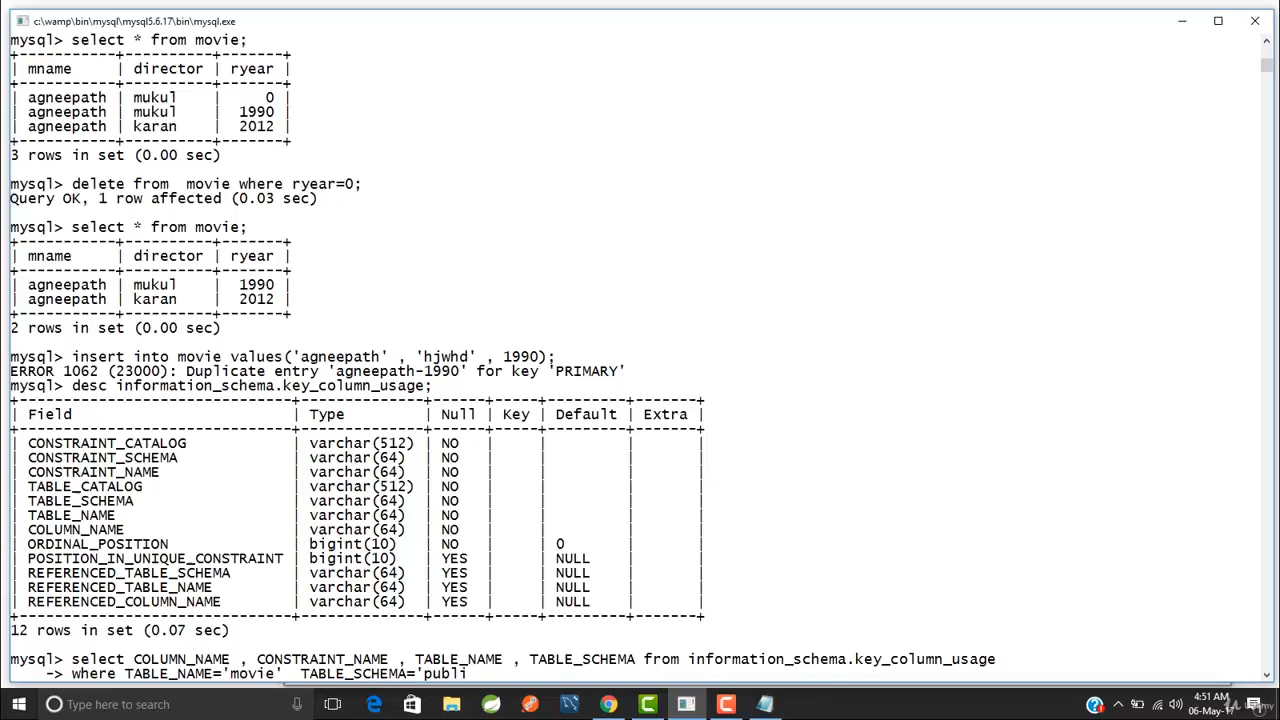 c:\wamp\bin\mysql\mysql5.6.17\bin\mysql.exe
mysql> select * from movie;
+-----------+----------+-------+
| mname     | director | ryear |
+-----------+----------+-------+
| agneepath | mukul    |     0 |
| agneepath | mukul    |  1990 |
| agneepath | karan    |  2012 |
+-----------+----------+-------+
3 rows in set (0.00 sec)
mysql> delete from  movie where ryear=0;
Query OK, 1 row affected (0.03 sec)
mysql> select * from movie;
+-----------+----------+-------+
| mname     | director | ryear |
+-----------+----------+-------+
| agneepath | mukul    |  1990 |
| agneepath | karan    |  2012 |
+-----------+----------+-------+
2 rows in set (0.00 sec)
mysql> insert into movie values('agneepath' , 'hjwhd' , 1990);
ERROR 1062 (23000): Duplicate entry 'agneepath-1990' for key 'PRIMARY'
mysql> desc information_schema.key_column_usage;
+-------------------------------+--------------+------+-----+---------+-------+
| Field                         | Type         | Null | Key | Default | Extra |
+-------------------------------+--------------+------+-----+---------+-------+
| CONSTRAINT_CATALOG            | varchar(512) | NO   |     |         |       |
| CONSTRAINT_SCHEMA             | varchar(64)  | NO   |     |         |       |
| CONSTRAINT_NAME               | varchar(64)  | NO   |     |         |       |
| TABLE_CATALOG                 | varchar(512) | NO   |     |         |       |
| TABLE_SCHEMA                  | varchar(64)  | NO   |     |         |       |
| TABLE_NAME                    | varchar(64)  | NO   |     |         |       |
| COLUMN_NAME                   | varchar(64)  | NO   |     |         |       |
| ORDINAL_POSITION              | bigint(10)   | NO   |     | 0       |       |
| POSITION_IN_UNIQUE_CONSTRAINT | bigint(10)   | YES  |     | NULL    |       |
| REFERENCED_TABLE_SCHEMA       | varchar(64)  | YES  |     | NULL    |       |
| REFERENCED_TABLE_NAME         | varchar(64)  | YES  |     | NULL    |       |
| REFERENCED_COLUMN_NAME        | varchar(64)  | YES  |     | NULL    |       |
+-------------------------------+--------------+------+-----+---------+-------+
12 rows in set (0.07 sec)
mysql> select COLUMN_NAME , CONSTRAINT_NAME , TABLE_NAME , TABLE_SCHEMA from information_schema.key_column_usage
    -> where TABLE_NAME='movie'  TABLE_SCHEMA='publi
Type here to search
4:51 AM
06-May-1